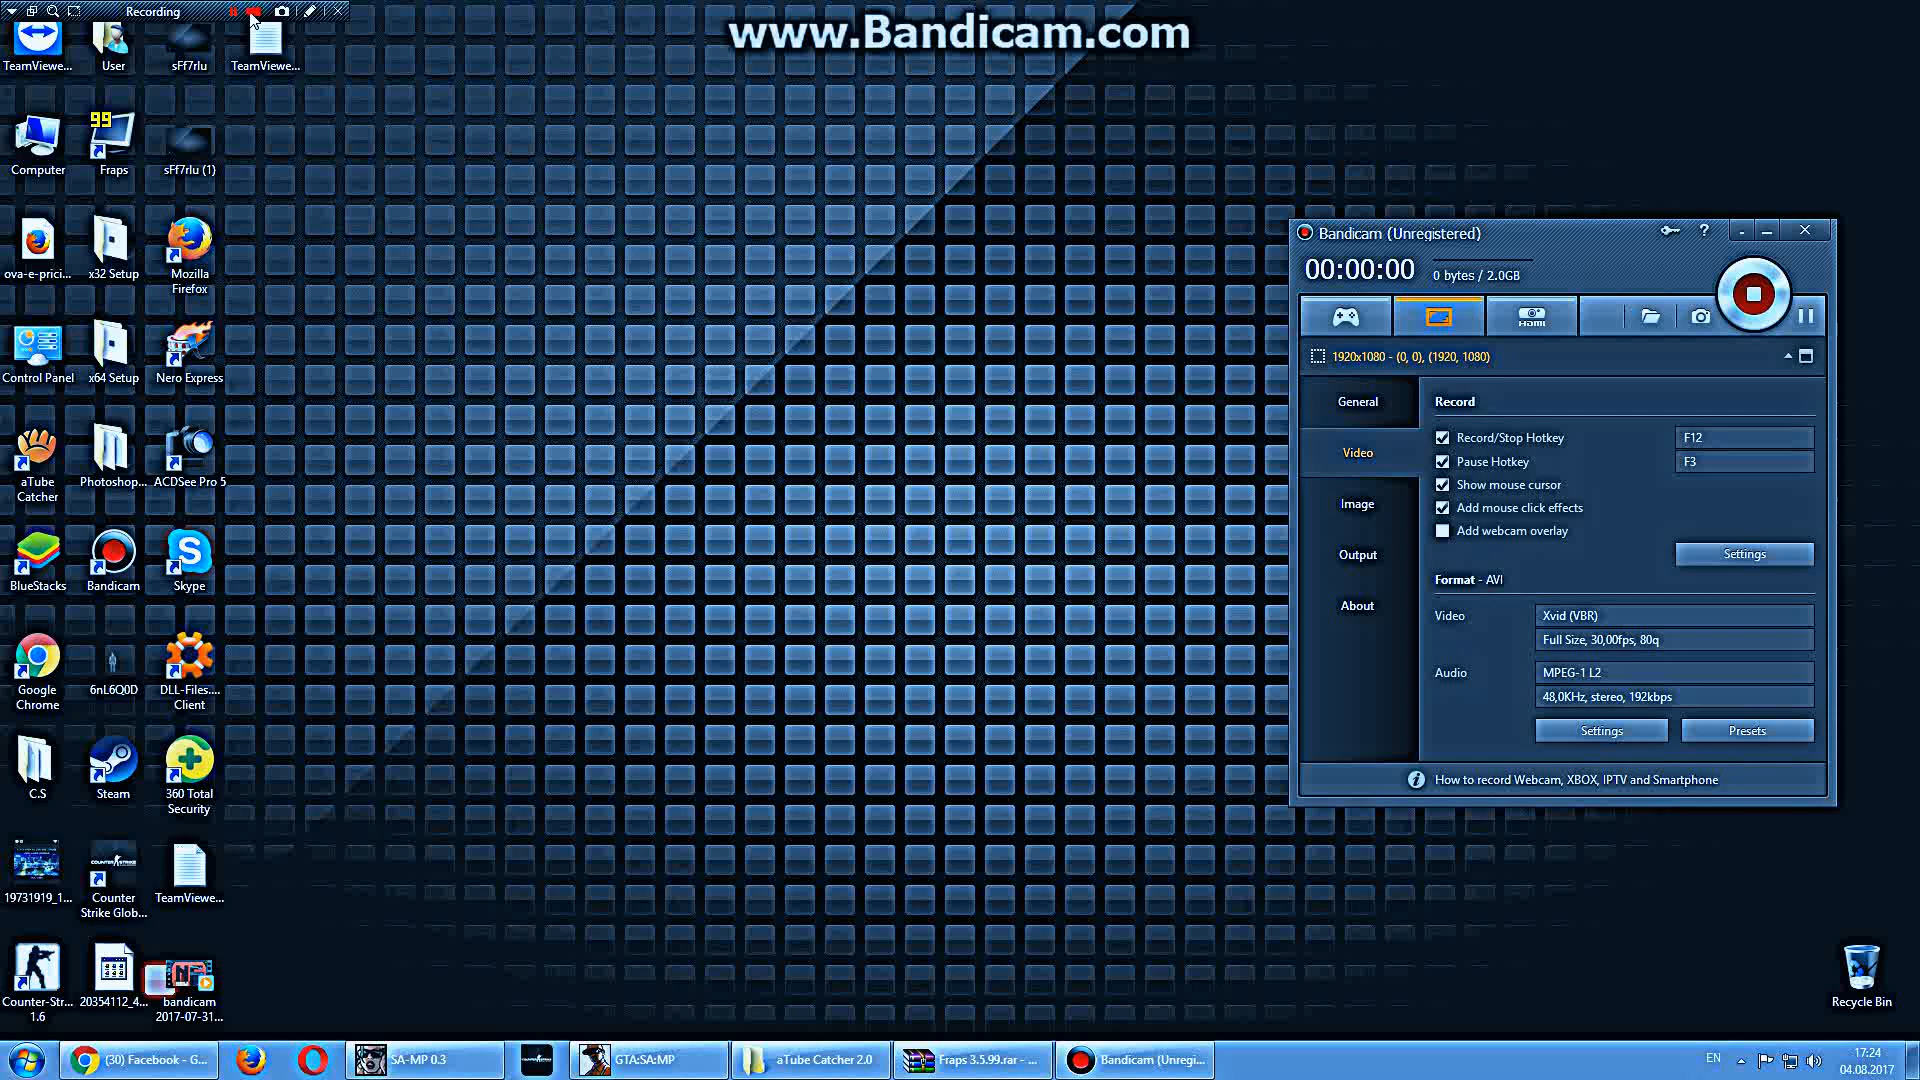 Recording
www.Bandicam.com
TeamViewe...
User
sFf7rlu
TeamViewe...
99
Computer
Fraps
sFf7rlu (1)
ova-e-prici...
x32 Setup
Mozilla
Firefox
Control Panel
x64 Setup
Nero Express
aTube
Catcher
Photoshop...
ACDSee Pro 5
BlueStacks
Bandicam
Skype
Google
Chrome
6nL6Q0D
DLL-Files....
Client
C.S
Steam
360 Total
Security
19731919_1...
Counter
Strike Glob...
TeamViewe...
Counter-Str...
1.6
20354112_4...
bandicam
2017-07-31...
Bandicam (Unregistered)
?
00:00:00
0 bytes / 2.0GB
HDMI
1920x1080 - (0, 0), (1920, 1080)
General
Video
Image
Output
About
Record
Record/Stop Hotkey
F12
Pause Hotkey
F3
Show mouse cursor
Add mouse click effects
Add webcam overlay
Settings
Format - AVI
Video
Xvid (VBR)
Full Size, 30,00fps, 80q
Audio
MPEG-1 L2
48,0KHz, stereo, 192kbps
Settings
Presets
How to record Webcam, XBOX, IPTV and Smartphone
Recycle Bin
(30) Facebook - G...
SA-MP 0.3
GTA:SA:MP
aTube Catcher 2.0
Fraps 3.5.99.rar - ...
Bandicam (Unregi...
EN
17:24
04.08.2017